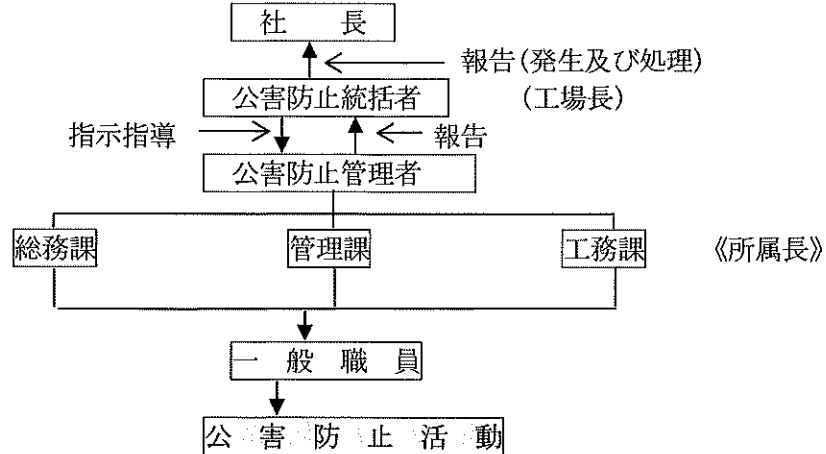 社　長
報告(発生及び処理)
公害防止統括者　(工場長)
指示指導　報告
公害防止管理者
総務課　管理課　工務課　《所属長》
一　般　職　員
公　害　防　止　活　動